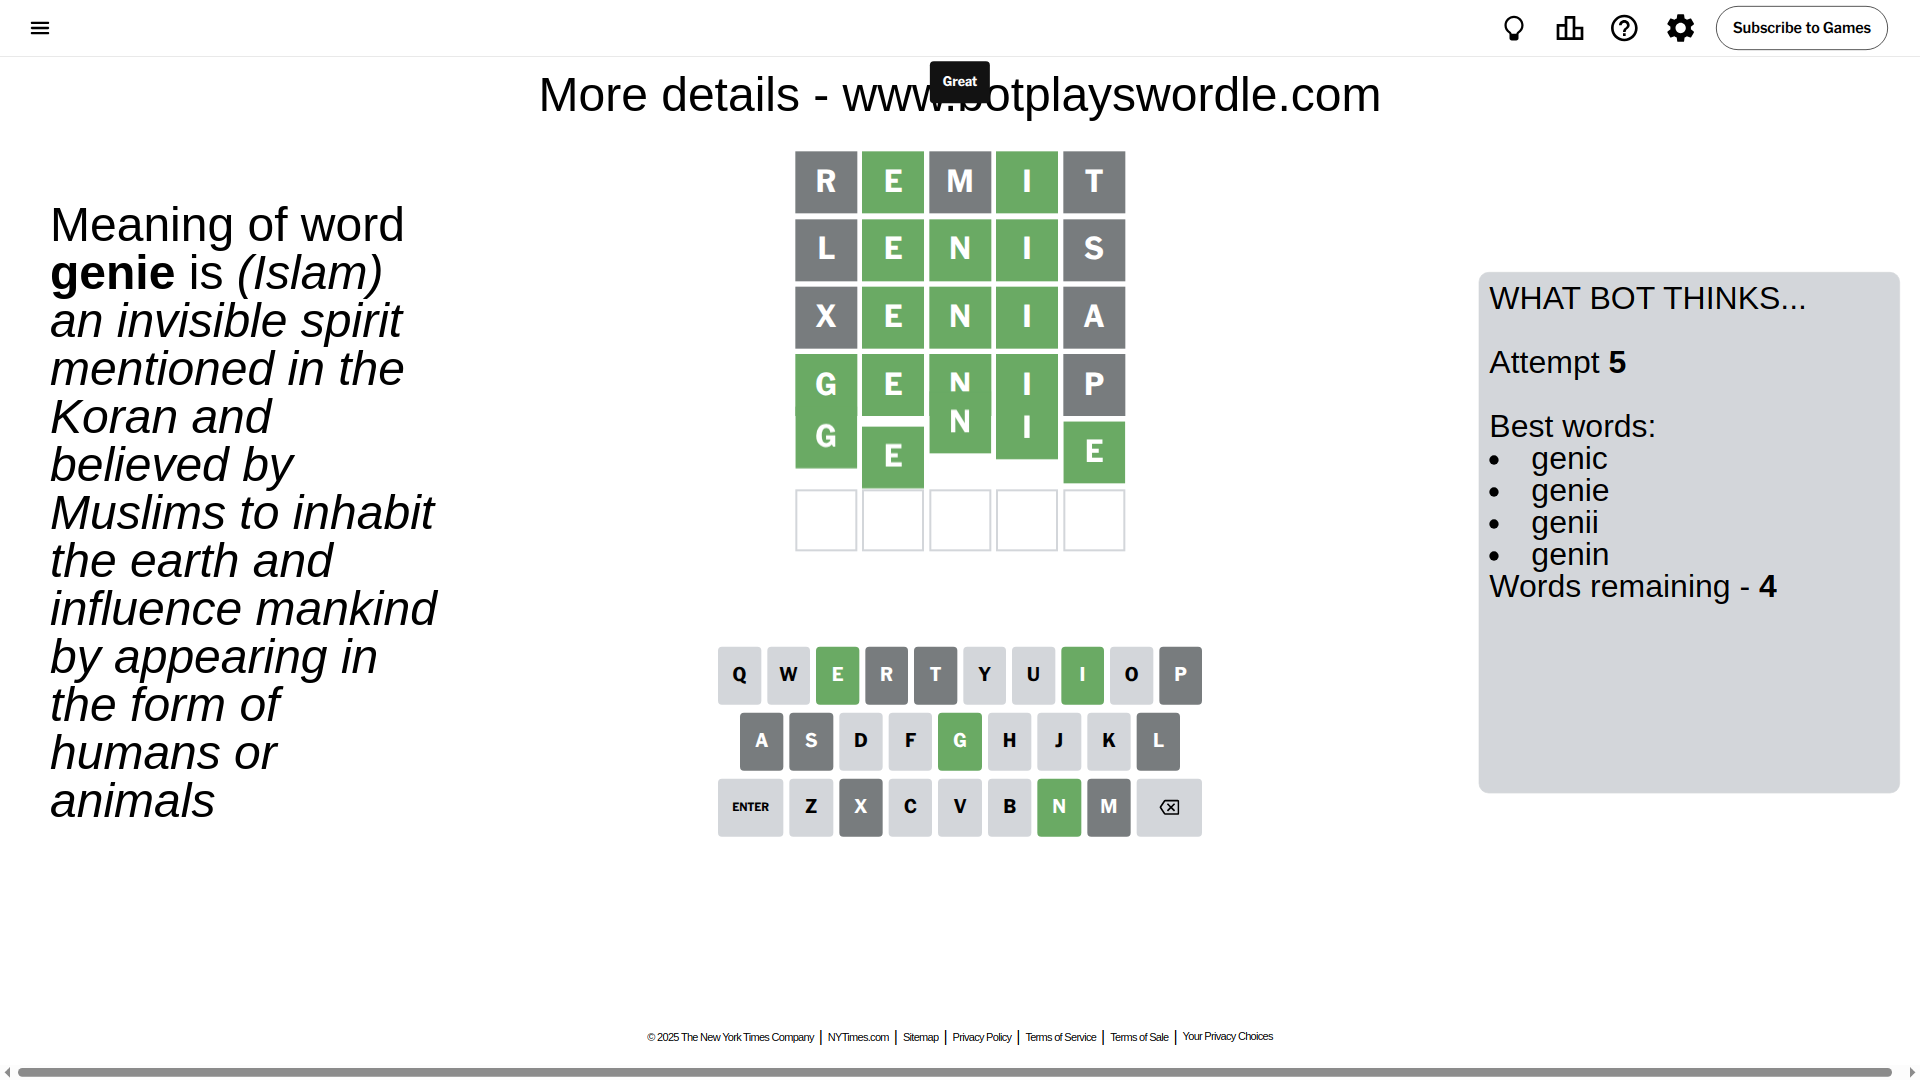 Subscribe to Games
Great
More details - www.botplayswordle.com
Meaning of word
genie is (Islam)
an invisible spirit
mentioned in the
Koran and
believed by
Muslims to inhabit
the earth and
influence mankind
by appearing in
the form of
humans or
animals
R E M I T
L E N I S
X E N I A
G E N I P
G E N I E
WHAT BOT THINKS...
Attempt 5
Best words:
• genic
• genie
• genii
• genin
Words remaining - 4
Q W E R T Y U I O P
A S D F G H J K L
ENTER Z X C V B N M
© 2025 The New York Times Company | NYTimes.com | Sitemap | Privacy Policy | Terms of Service | Terms of Sale | Your Privacy Choices